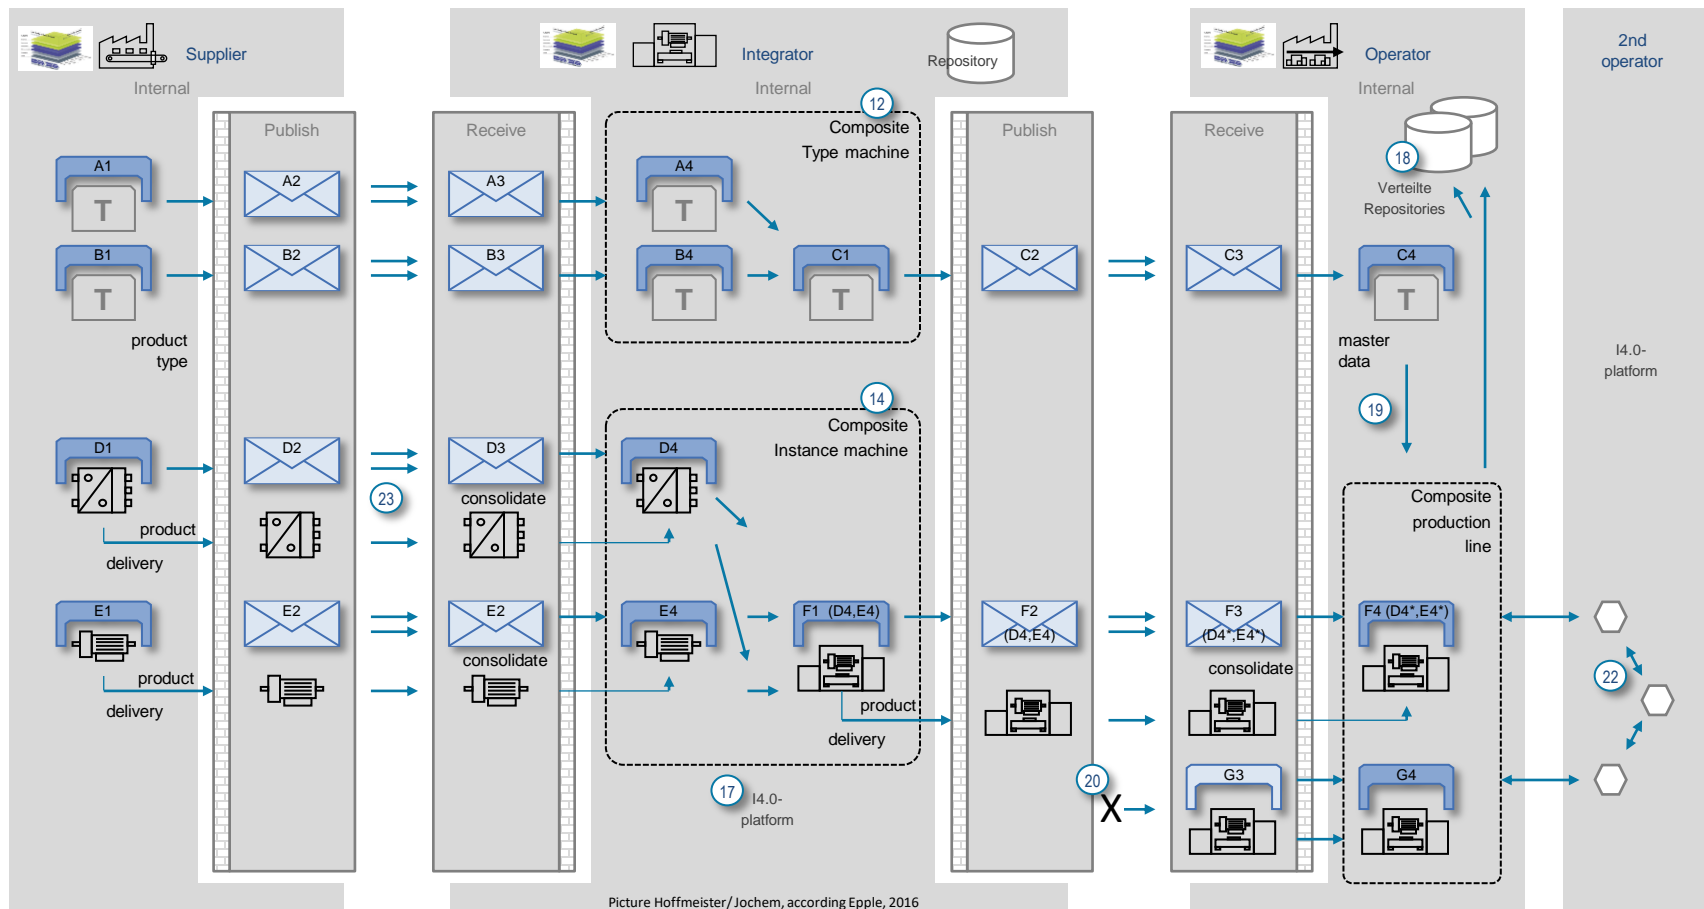 Supplier
Integrator
Repository
Operator
2nd
operator
Internal
Internal
Internal
Publish
Receive
12
Composite
Type machine
Publish
Receive
18
Verteilte
Repositories
A1
T
A2
A3
A4
T
B1
T
B2
B3
B4
T
C1
T
C2
C3
C4
T
product
type
master
data
I4.0-
platform
14
19
Composite
Instance machine
D1
D2
D3
D4
23
consolidate
product
delivery
Composite
production
line
E1
E2
E2
E4
F1 (D4,E4)
F2
(D4,E4)
F3
(D4*,E4*)
F4 (D4*,E4*)
consolidate
consolidate
product
delivery
product
delivery
22
17
I4.0-
platform
20
X
G3
G4
Picture Hoffmeister/Jochem, according Epple, 2016